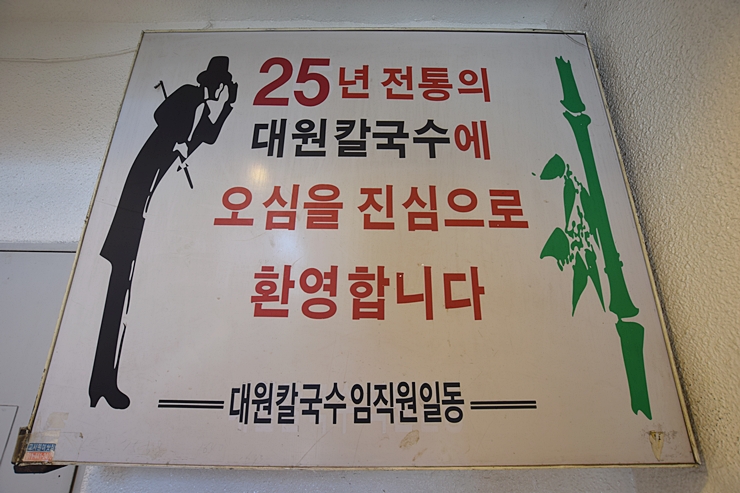 25년 전통의
대원칼국수에
오심을 진심으로
환영합니다
대원칼국수임직원일동